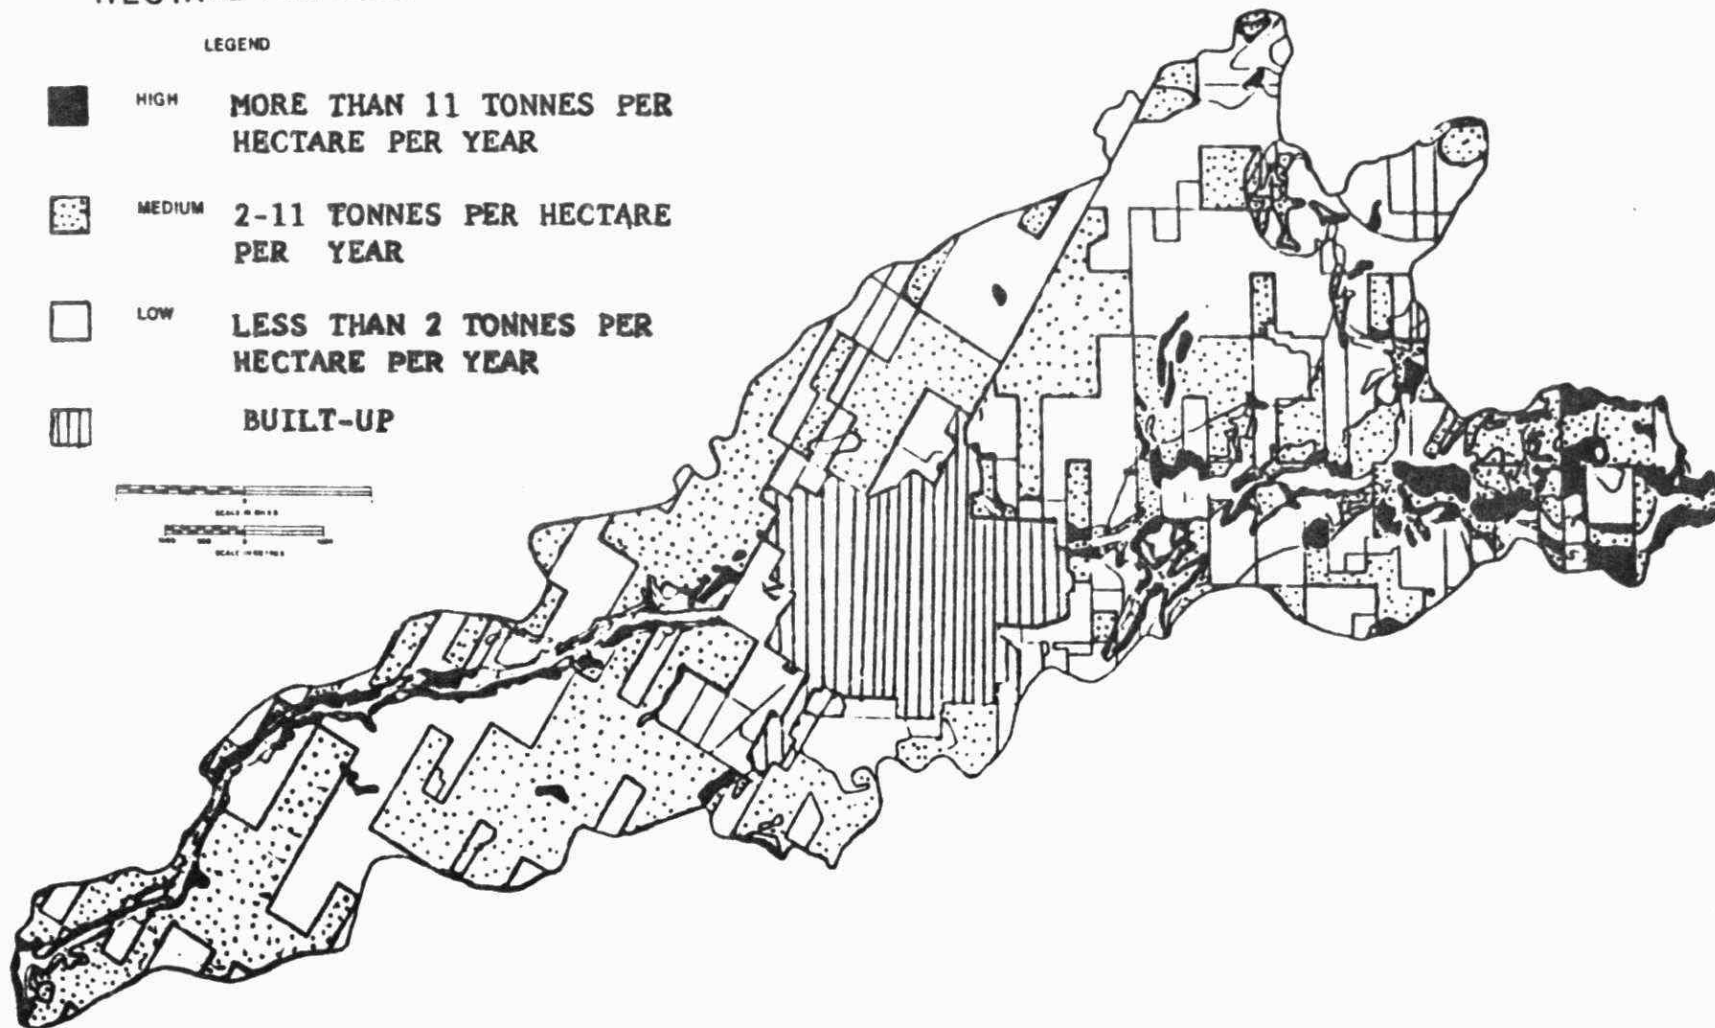 LEGEND
HIGH MORE THAN 11 TONNES PER
HECTARE PER YEAR
MEDIUM 2-11 TONNES PER HECTARE
PER YEAR
LOW LESS THAN 2 TONNES PER
HECTARE PER YEAR
BUILT-UP